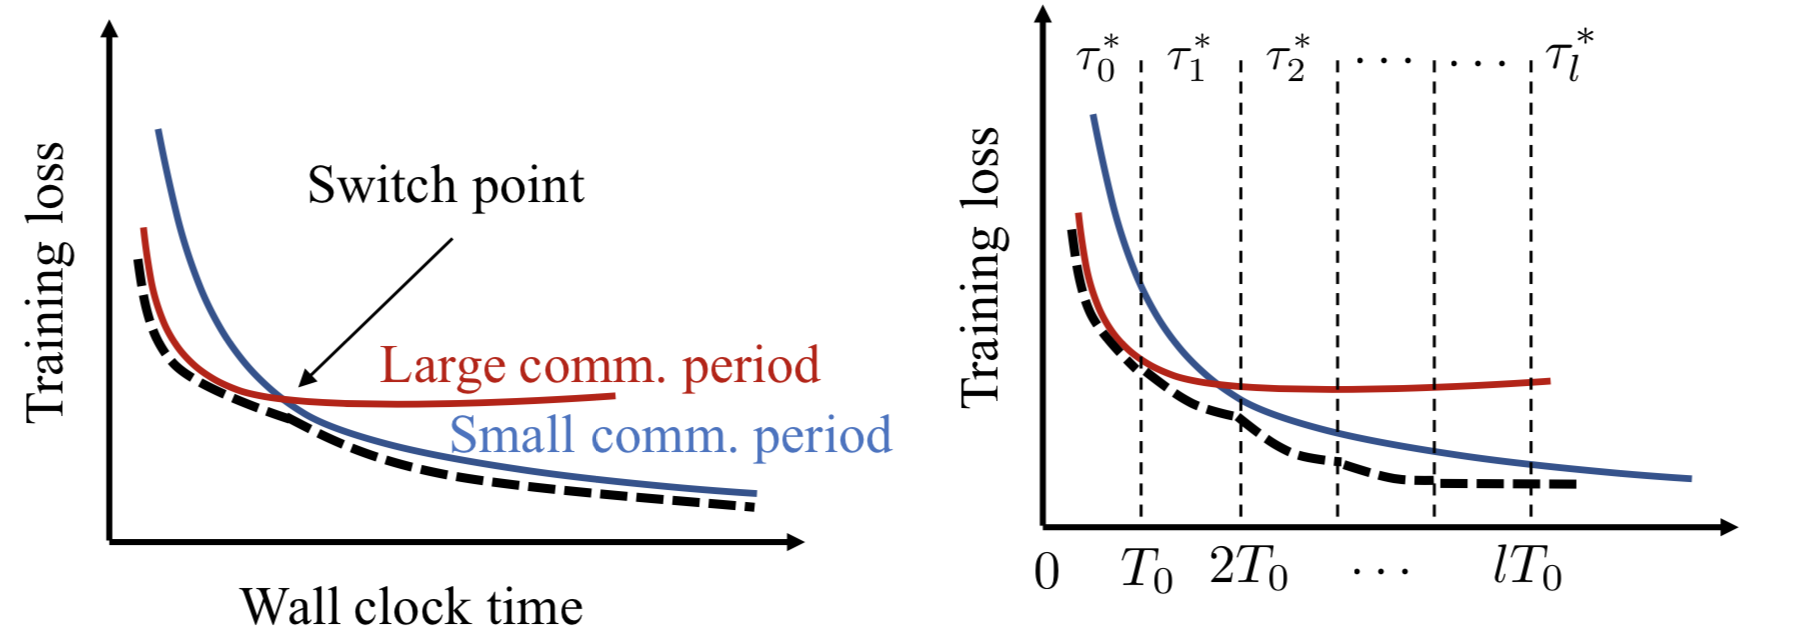 Training loss
Switch point
Large comm. period
Small comm. period
Wall clock time
Training loss
τ₀* τ₁* τ₂* ··· ··· τₗ*
0 T₀ 2T₀ ··· lT₀